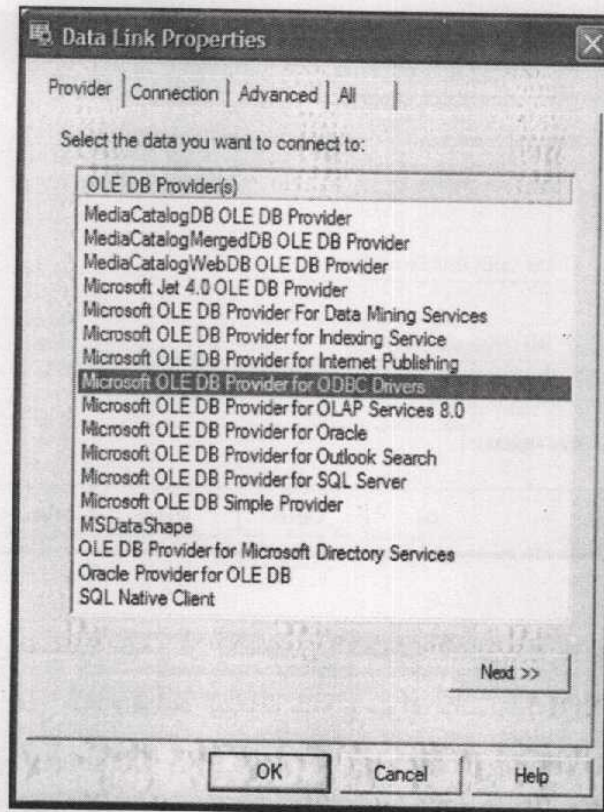 Data Link Properties
Provider Connection Advanced All
Select the data you want to connect to:
OLE DB Provider(s)
MediaCatalogDB OLE DB Provider
MediaCatalogMergedDB OLE DB Provider
MediaCatalogWebDB OLE DB Provider
Microsoft Jet 4.0 OLE DB Provider
Microsoft OLE DB Provider For Data Mining Services
Microsoft OLE DB Provider for Indexing Service
Microsoft OLE DB Provider for Internet Publishing
Microsoft OLE DB Provider for ODBC Drivers
Microsoft OLE DB Provider for OLAP Services 8.0
Microsoft OLE DB Provider for Oracle
Microsoft OLE DB Provider for Outlook Search
Microsoft OLE DB Provider for SQL Server
Microsoft OLE DB Simple Provider
MSDataShape
OLE DB Provider for Microsoft Directory Services
Oracle Provider for OLE DB
SQL Native Client
Next >>
OK Cancel Help